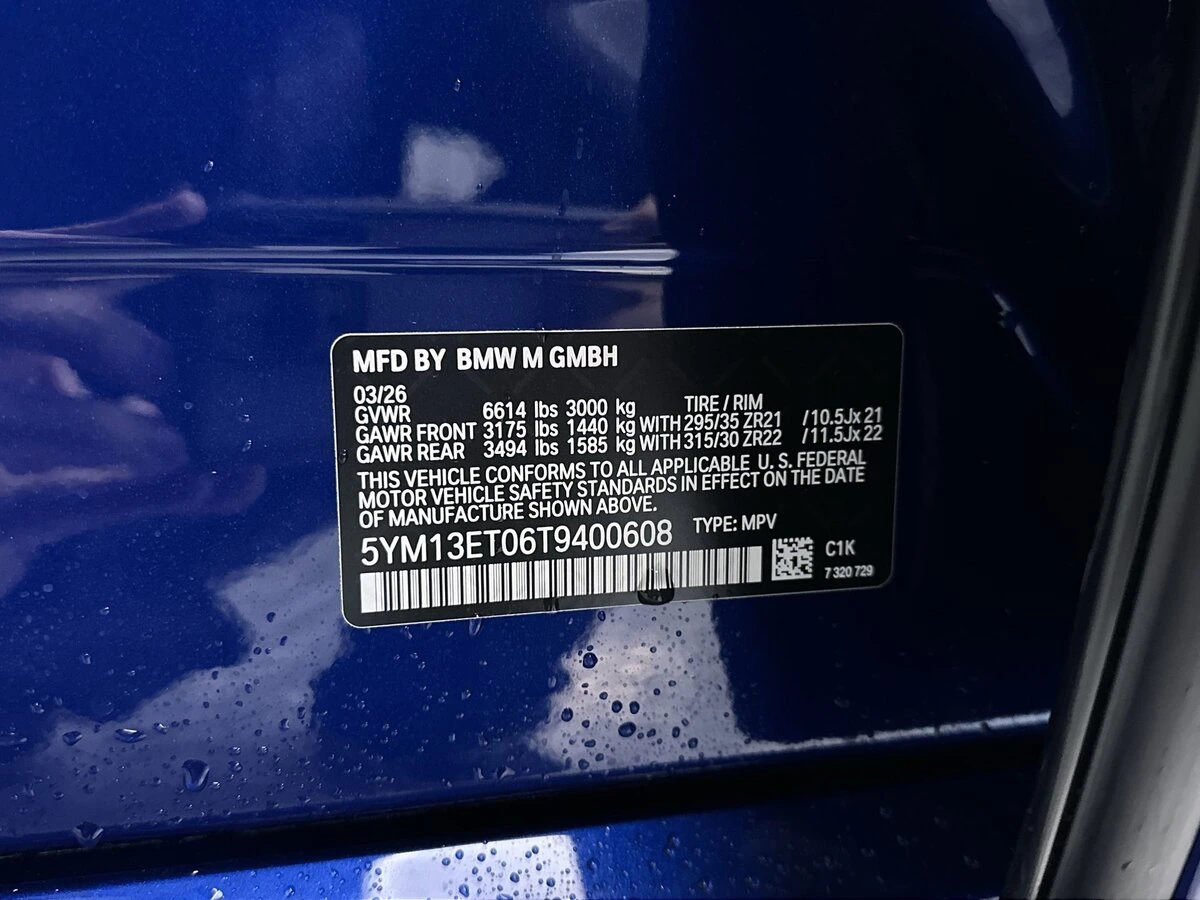 MFD BY BMW M GMBH
03/26
GVWR 6614 lbs 3000 kg TIRE / RIM
GAWR FRONT 3175 lbs 1440 kg WITH 295/35 ZR21 /10.5Jx 21
GAWR REAR 3494 lbs 1585 kg WITH 315/30 ZR22 /11.5Jx 22
THIS VEHICLE CONFORMS TO ALL APPLICABLE U. S. FEDERAL
MOTOR VEHICLE SAFETY STANDARDS IN EFFECT ON THE DATE
OF MANUFACTURE SHOWN ABOVE.
5YM13ET06T9400608 TYPE: MPV
C1K
7 320 729